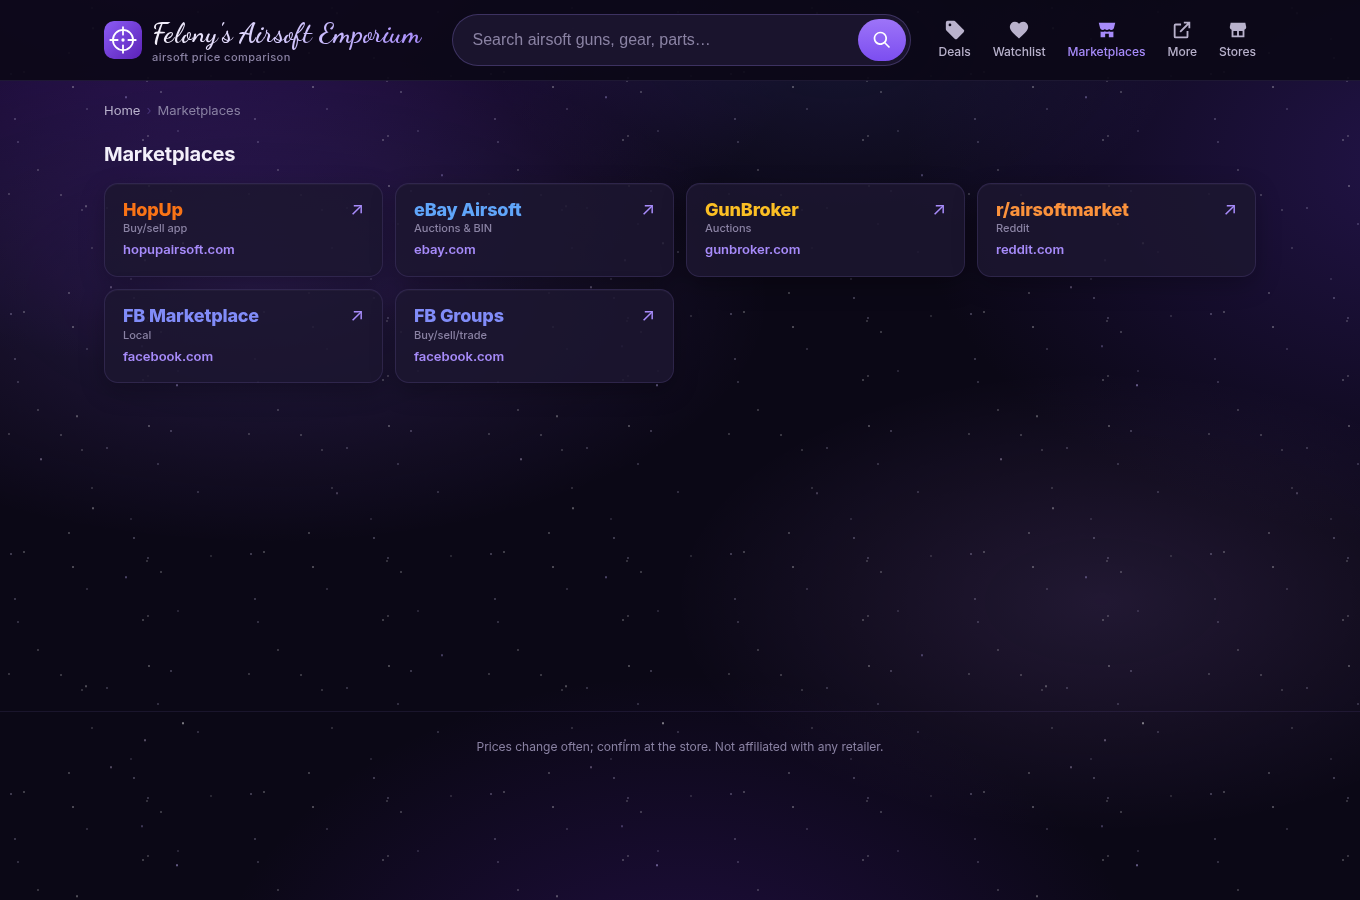 Felony's Airsoft Emporium
airsoft price comparison
Search airsoft guns, gear, parts…
Deals
Watchlist
Marketplaces
More
Stores
Home › Marketplaces
Marketplaces
HopUp
Buy/sell app
hopupairsoft.com
eBay Airsoft
Auctions & BIN
ebay.com
GunBroker
Auctions
gunbroker.com
r/airsoftmarket
Reddit
reddit.com
FB Marketplace
Local
facebook.com
FB Groups
Buy/sell/trade
facebook.com
Prices change often; confirm at the store. Not affiliated with any retailer.